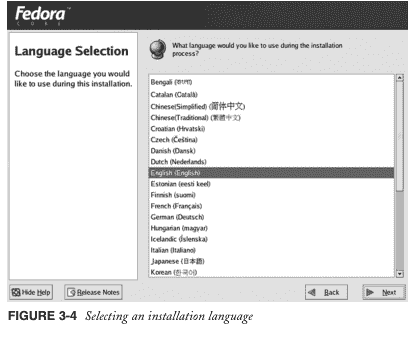 Fedora
CORE
Language Selection
Choose the language you would
like to use during this installation.
What language would you like to use during the installation
process?
Bengali (বাংলা)
Catalan (Català)
Chinese(Simplified) (简体中文)
Chinese(Traditional) (繁體中文)
Croatian (Hrvatski)
Czech (Čeština)
Danish (Dansk)
Dutch (Nederlands)
English (English)
Estonian (eesti keel)
Finnish (suomi)
French (Français)
German (Deutsch)
Hungarian (magyar)
Icelandic (Íslenska)
Italian (Italiano)
Japanese (日本語)
Korean (한국어)
Hide Help
Release Notes
Back
Next
FIGURE 3-4 Selecting an installation language